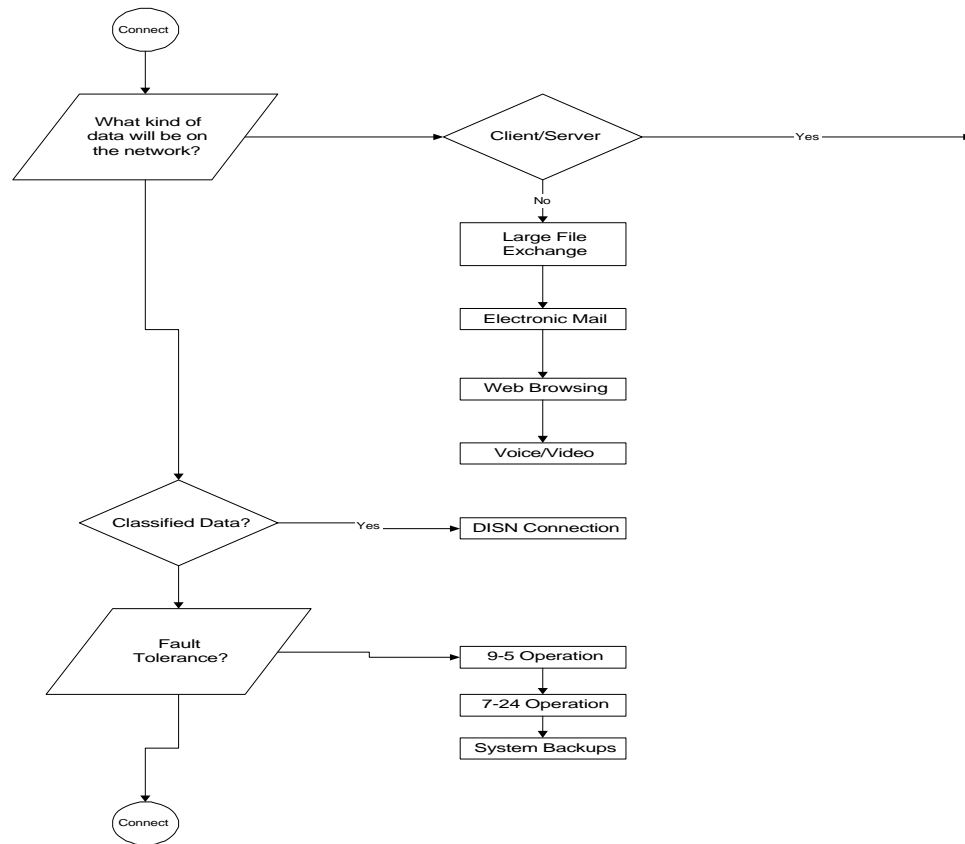 Connect
What kind of
data will be on
the network?
Client/Server
Yes
No
Large File
Exchange
Electronic Mail
Web Browsing
Voice/Video
Classified Data?
Yes
DISN Connection
Fault
Tolerance?
9-5 Operation
7-24 Operation
System Backups
Connect